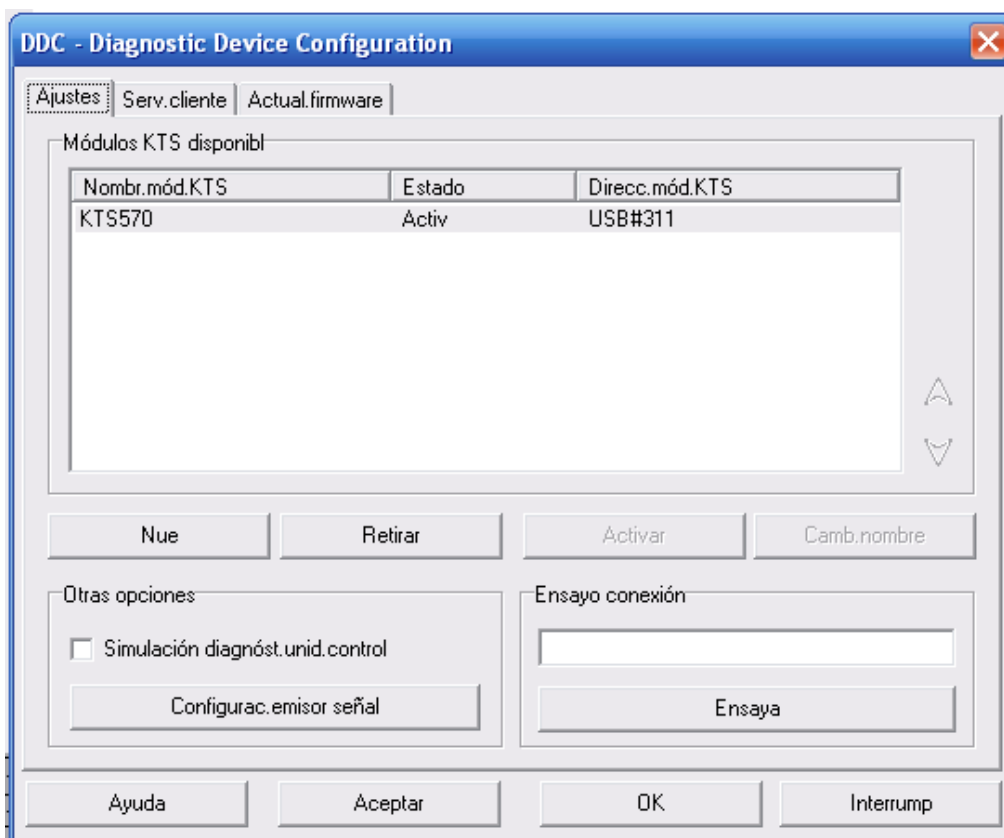 DDC - Diagnostic Device Configuration
Ajustes Serv.cliente Actual.firmware
Módulos KTS disponibl
Nombr.mód.KTS Estado Direcc.mód.KTS
KTS570 Activ USB#311
Nue Retirar Activar Camb.nombre
Otras opciones Ensayo conexión
Simulación diagnóst.unid.control
Configurac.emisor señal Ensaya
Ayuda Aceptar OK Interrump